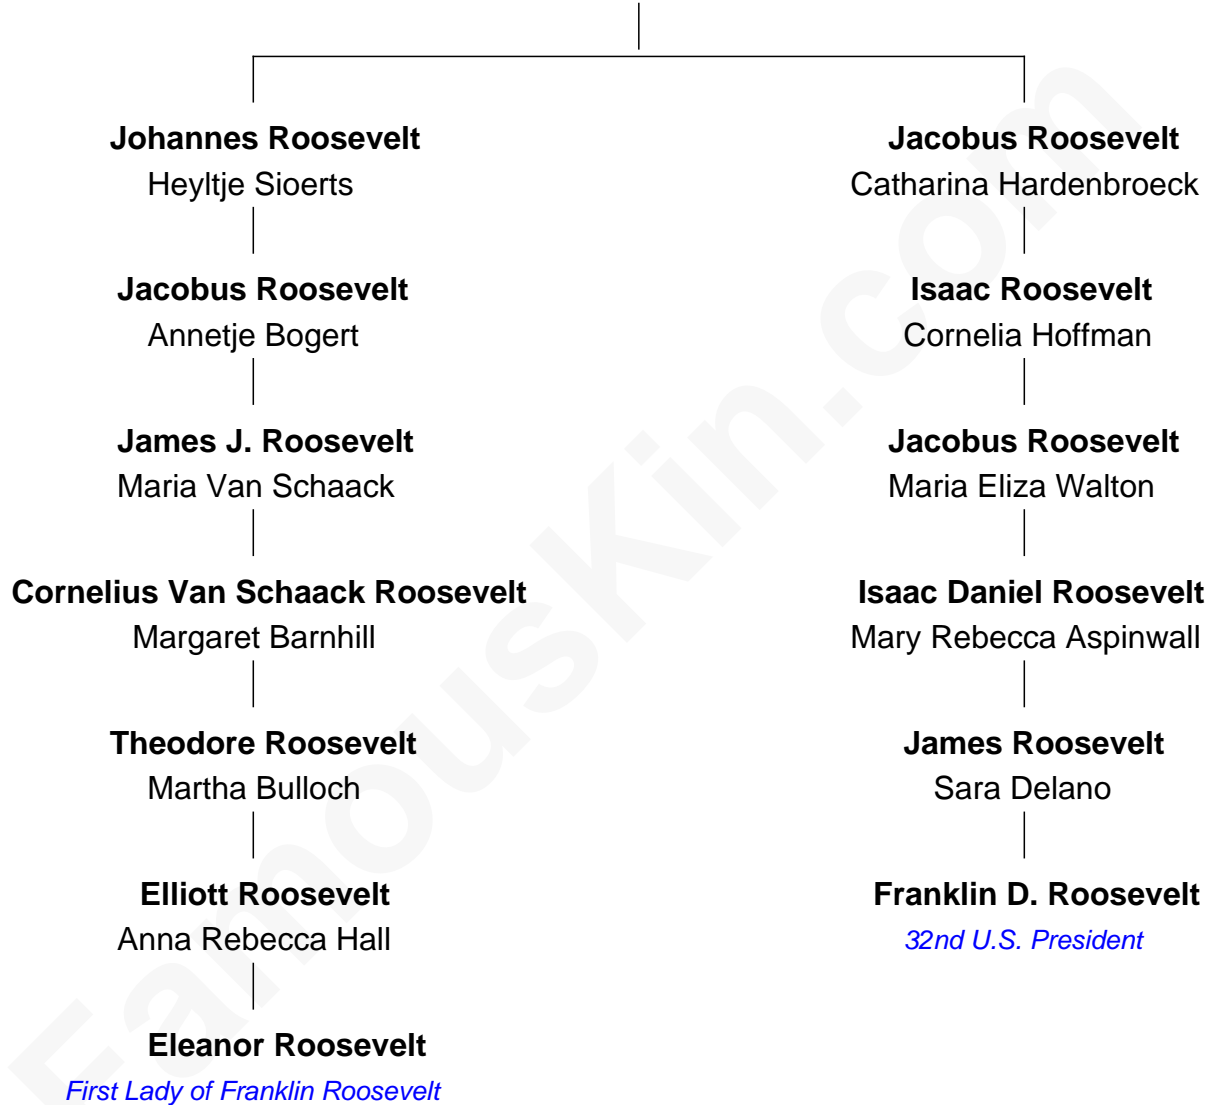 Johannes Roosevelt
Heyltje Sioerts
Jacobus Roosevelt
Annetje Bogert
James J. Roosevelt
Maria Van Schaack
Cornelius Van Schaack Roosevelt
Margaret Barnhill
Theodore Roosevelt
Martha Bulloch
Elliott Roosevelt
Anna Rebecca Hall
Eleanor Roosevelt
First Lady of Franklin Roosevelt
Jacobus Roosevelt
Catharina Hardenbroeck
Isaac Roosevelt
Cornelia Hoffman
Jacobus Roosevelt
Maria Eliza Walton
Isaac Daniel Roosevelt
Mary Rebecca Aspinwall
James Roosevelt
Sara Delano
Franklin D. Roosevelt
32nd U.S. President
FamousKin.com